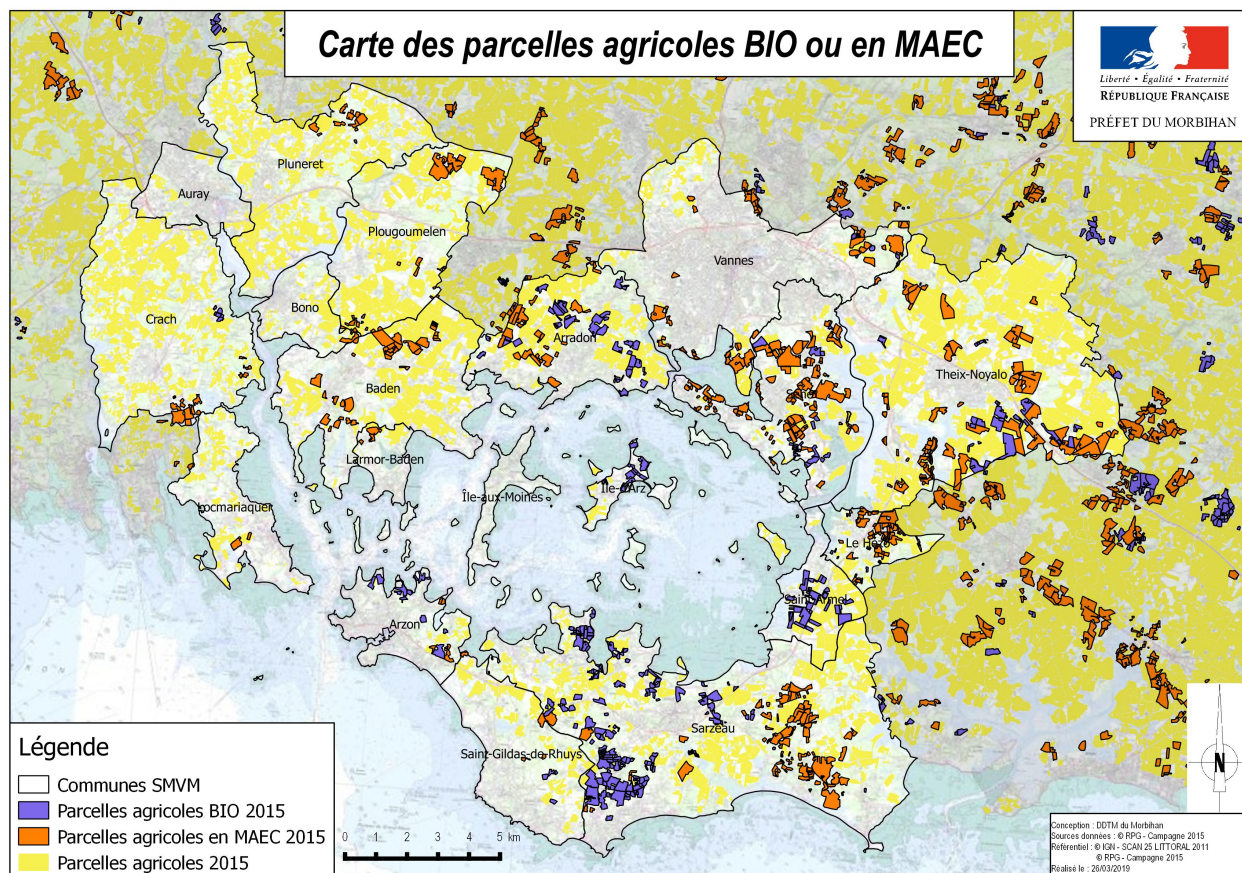 Carte des parcelles agricoles BIO ou en MAEC
Liberté • Égalité • Fraternité
RÉPUBLIQUE FRANÇAISE
PRÉFET DU MORBIHAN
Pluneret
Auray
Plougoumelen
Vannes
Bono
Crach
Arradon
Theix-Noyalo
Baden
Larmor-Baden
Île-aux-Moines
Île-d'Arz
Locmariaquer
Le
Saint-Armel
Arzon
Sarzeau
Saint-Gildas-de-Rhuys
Légende
Communes SMVM
Parcelles agricoles BIO 2015
Parcelles agricoles en MAEC 2015
Parcelles agricoles 2015
0 1 2 3 4 5 km
N
Conception : DDTM du Morbihan
Sources données : © RPG - Campagne 2015
Référentiel : © IGN - SCAN 25 LITTORAL 2011
© RPG - Campagne 2015
Réalisé le : 26/03/2019